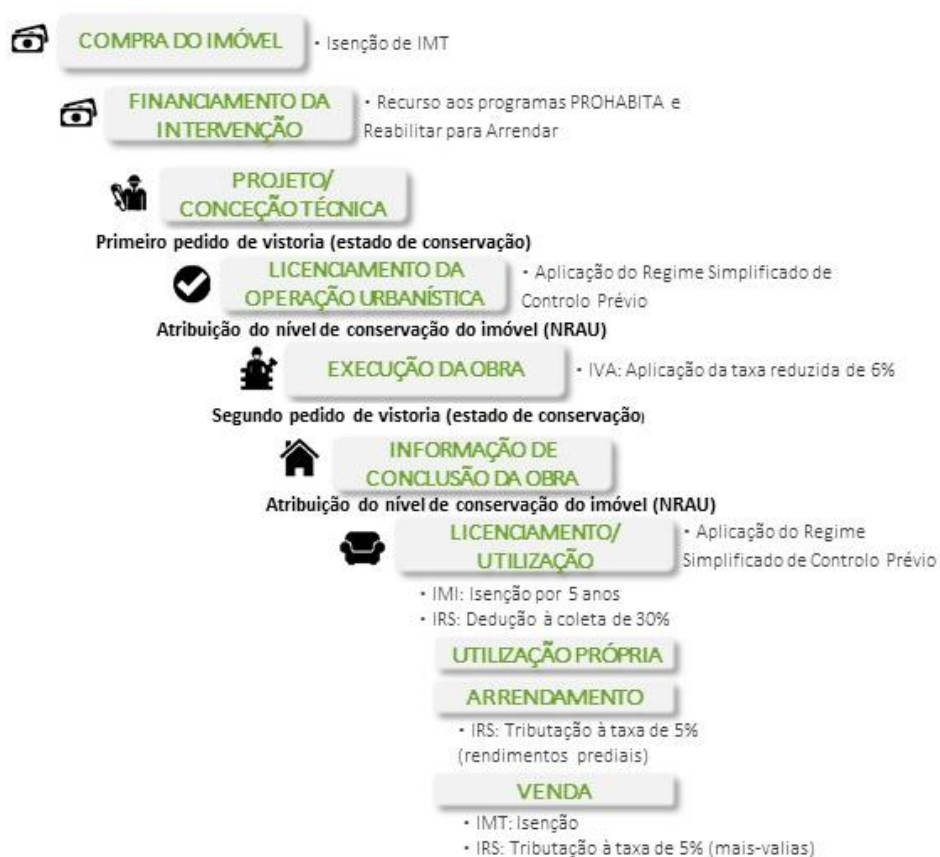 COMPRA DO IMÓVEL
• Isenção de IMT
FINANCIAMENTO DA
INTERVENÇÃO
• Recurso aos programas PROHABITA e
Reabilitar para Arrendar
PROJETO/
CONCEÇÃO TÉCNICA
Primeiro pedido de vistoria (estado de conservação)
LICENCIAMENTO DA
OPERAÇÃO URBANÍSTICA
• Aplicação do Regime Simplificado de
Controlo Prévio
Atribuição do nível de conservação do imóvel (NRAU)
EXECUÇÃO DA OBRA
• IVA: Aplicação da taxa reduzida de 6%
Segundo pedido de vistoria (estado de conservação)
INFORMAÇÃO DE
CONCLUSÃO DA OBRA
Atribuição do nível de conservação do imóvel (NRAU)
LICENCIAMENTO/
UTILIZAÇÃO
• Aplicação do Regime
Simplificado de Controlo Prévio
• IMI: Isenção por 5 anos
• IRS: Dedução à coleta de 30%
UTILIZAÇÃO PRÓPRIA
ARRENDAMENTO
• IRS: Tributação à taxa de 5%
(rendimentos prediais)
VENDA
• IMT: Isenção
• IRS: Tributação à taxa de 5% (mais-valias)